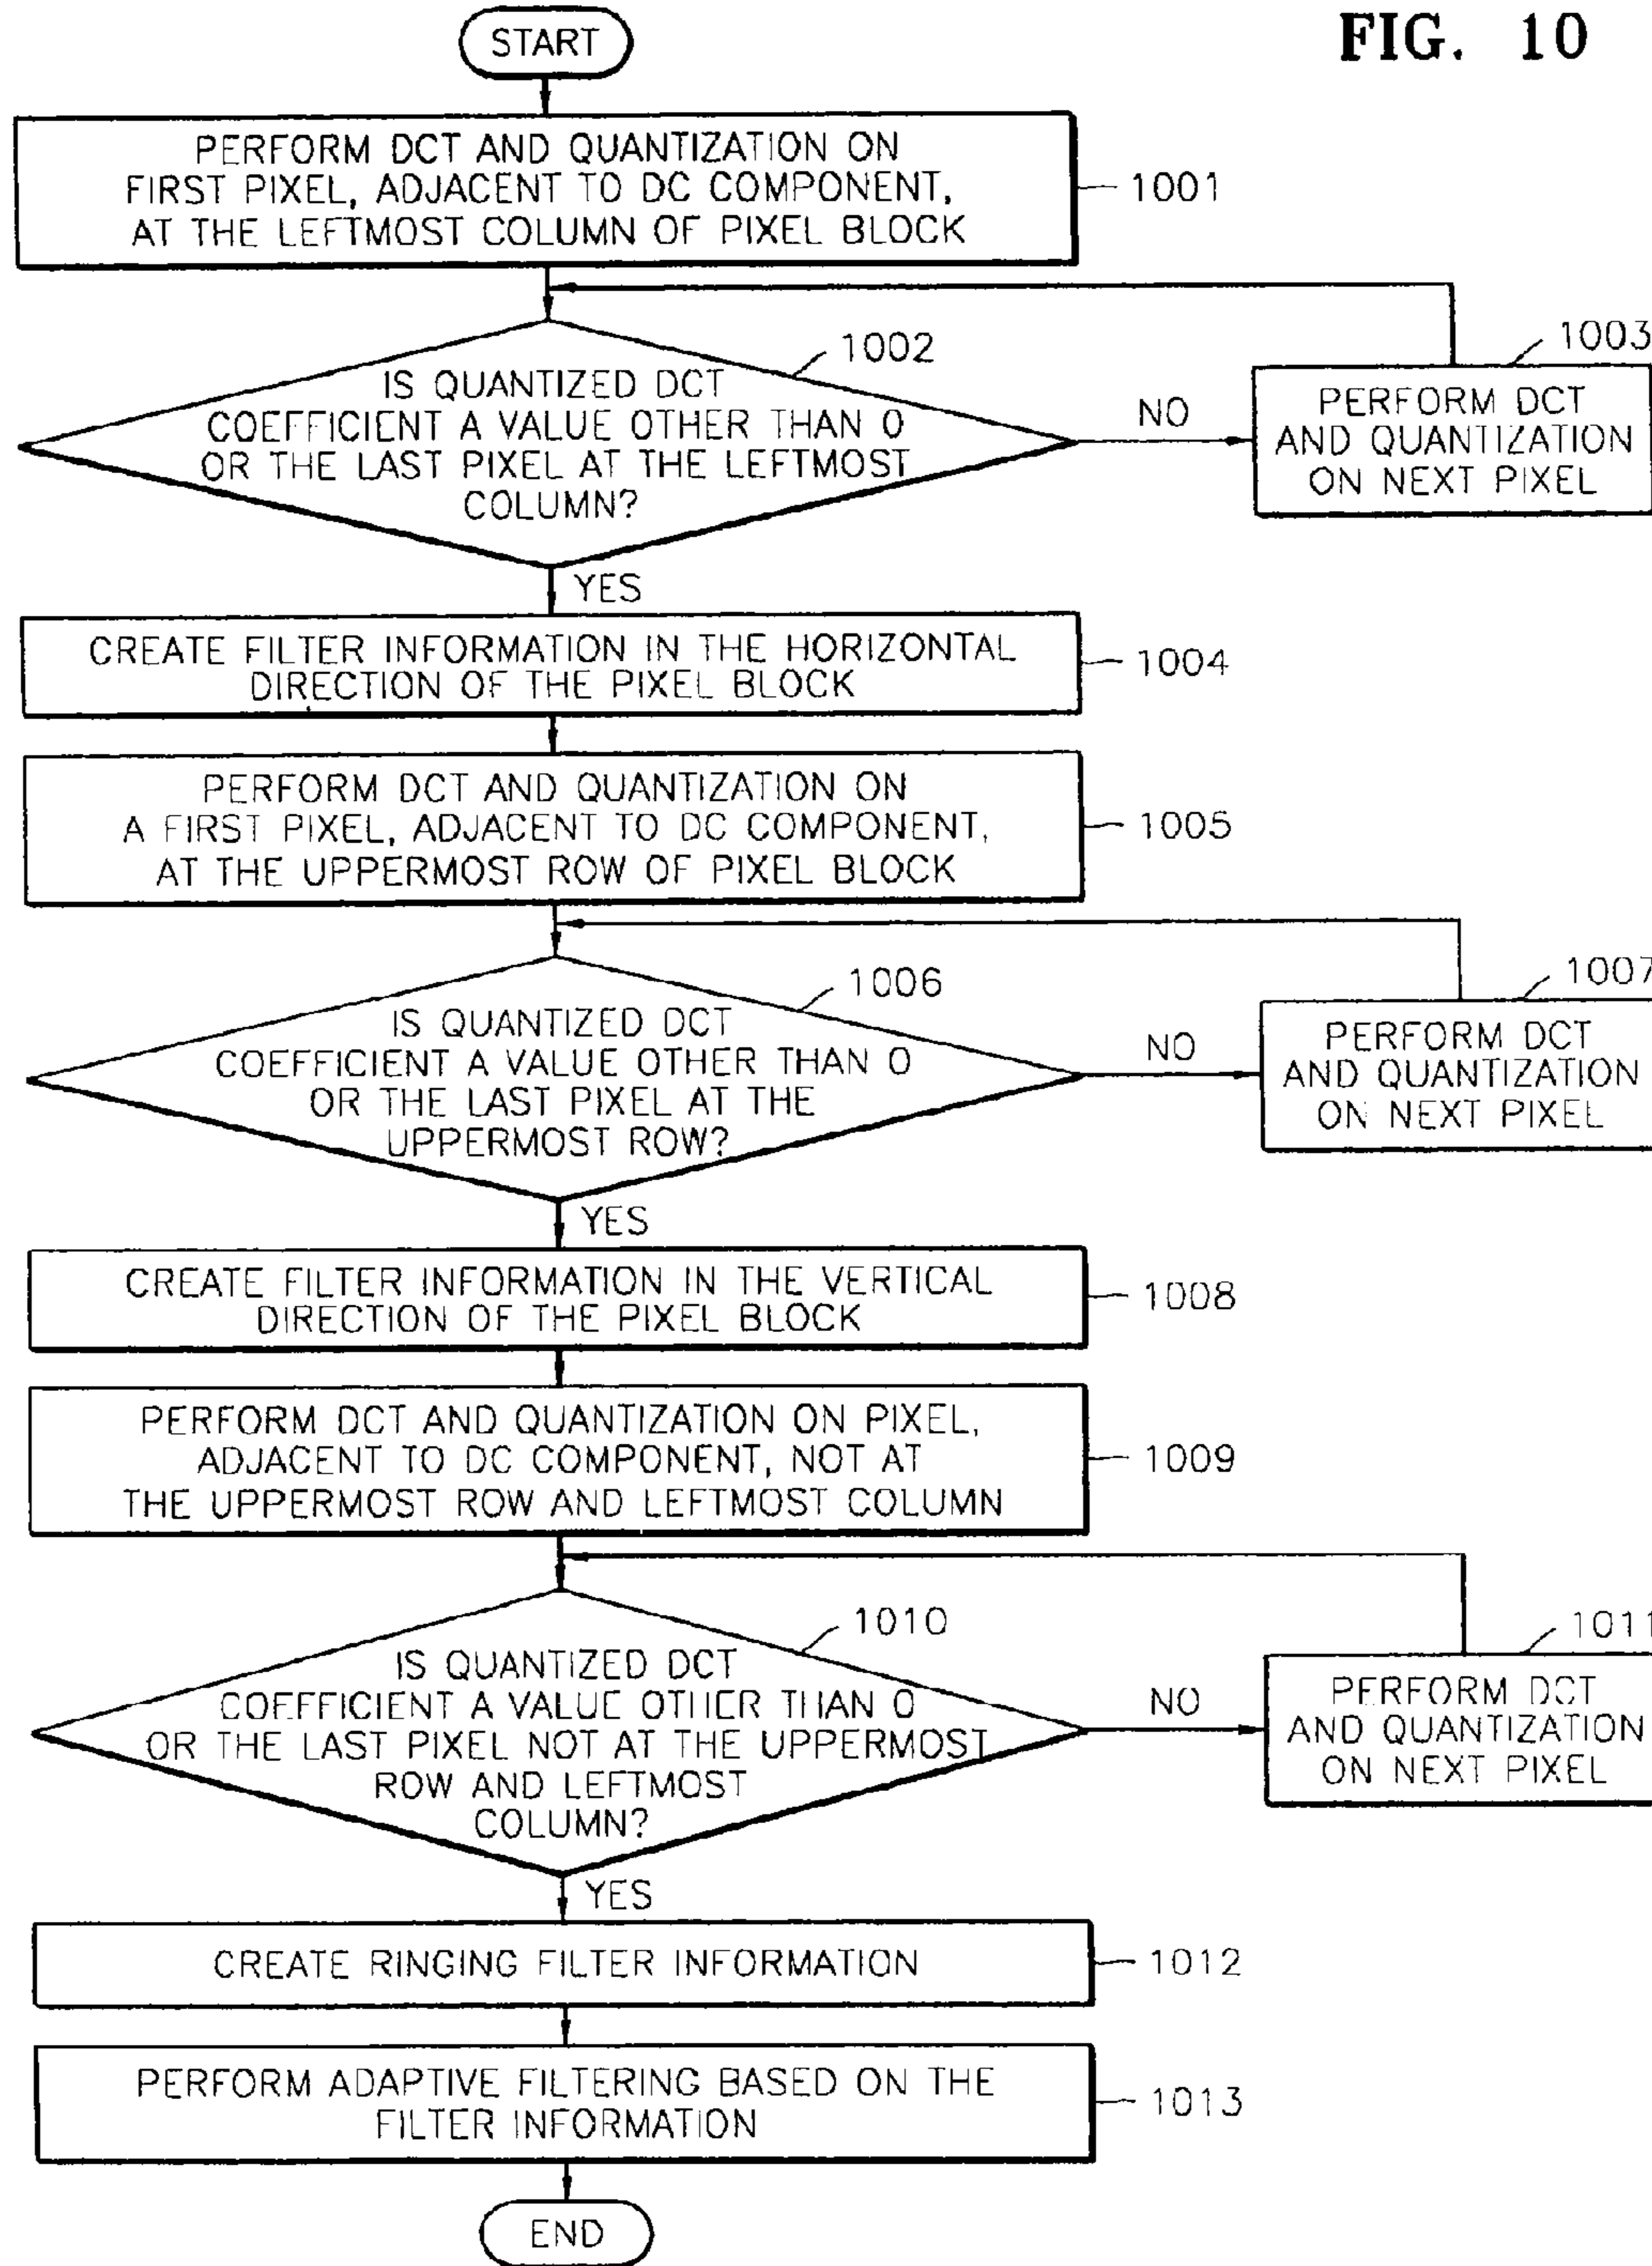 FIG. 10
START
PERFORM DCT AND QUANTIZATION ON
FIRST PIXEL, ADJACENT TO DC COMPONENT,
AT THE LEFTMOST COLUMN OF PIXEL BLOCK
1001
1002
IS QUANTIZED DCT
COEFFICIENT A VALUE OTHER THAN 0
OR THE LAST PIXEL AT THE LEFTMOST
COLUMN?
NO
1003
PERFORM DCT
AND QUANTIZATION
ON NEXT PIXEL
YES
CREATE FILTER INFORMATION IN THE HORIZONTAL
DIRECTION OF THE PIXEL BLOCK
1004
PERFORM DCT AND QUANTIZATION ON
A FIRST PIXEL, ADJACENT TO DC COMPONENT,
AT THE UPPERMOST ROW OF PIXEL BLOCK
1005
1006
IS QUANTIZED DCT
COEFFICIENT A VALUE OTHER THAN 0
OR THE LAST PIXEL AT THE
UPPERMOST ROW?
NO
1007
PERFORM DCT
AND QUANTIZATION
ON NEXT PIXEL
YES
CREATE FILTER INFORMATION IN THE VERTICAL
DIRECTION OF THE PIXEL BLOCK
1008
PERFORM DCT AND QUANTIZATION ON PIXEL,
ADJACENT TO DC COMPONENT, NOT AT
THE UPPERMOST ROW AND LEFTMOST COLUMN
1009
1010
IS QUANTIZED DCT
COEFFICIENT A VALUE OTHER THAN 0
OR THE LAST PIXEL NOT AT THE UPPERMOST
ROW AND LEFTMOST
COLUMN?
NO
1011
PERFORM DCT
AND QUANTIZATION
ON NEXT PIXEL
YES
CREATE RINGING FILTER INFORMATION
1012
PERFORM ADAPTIVE FILTERING BASED ON THE
FILTER INFORMATION
1013
END